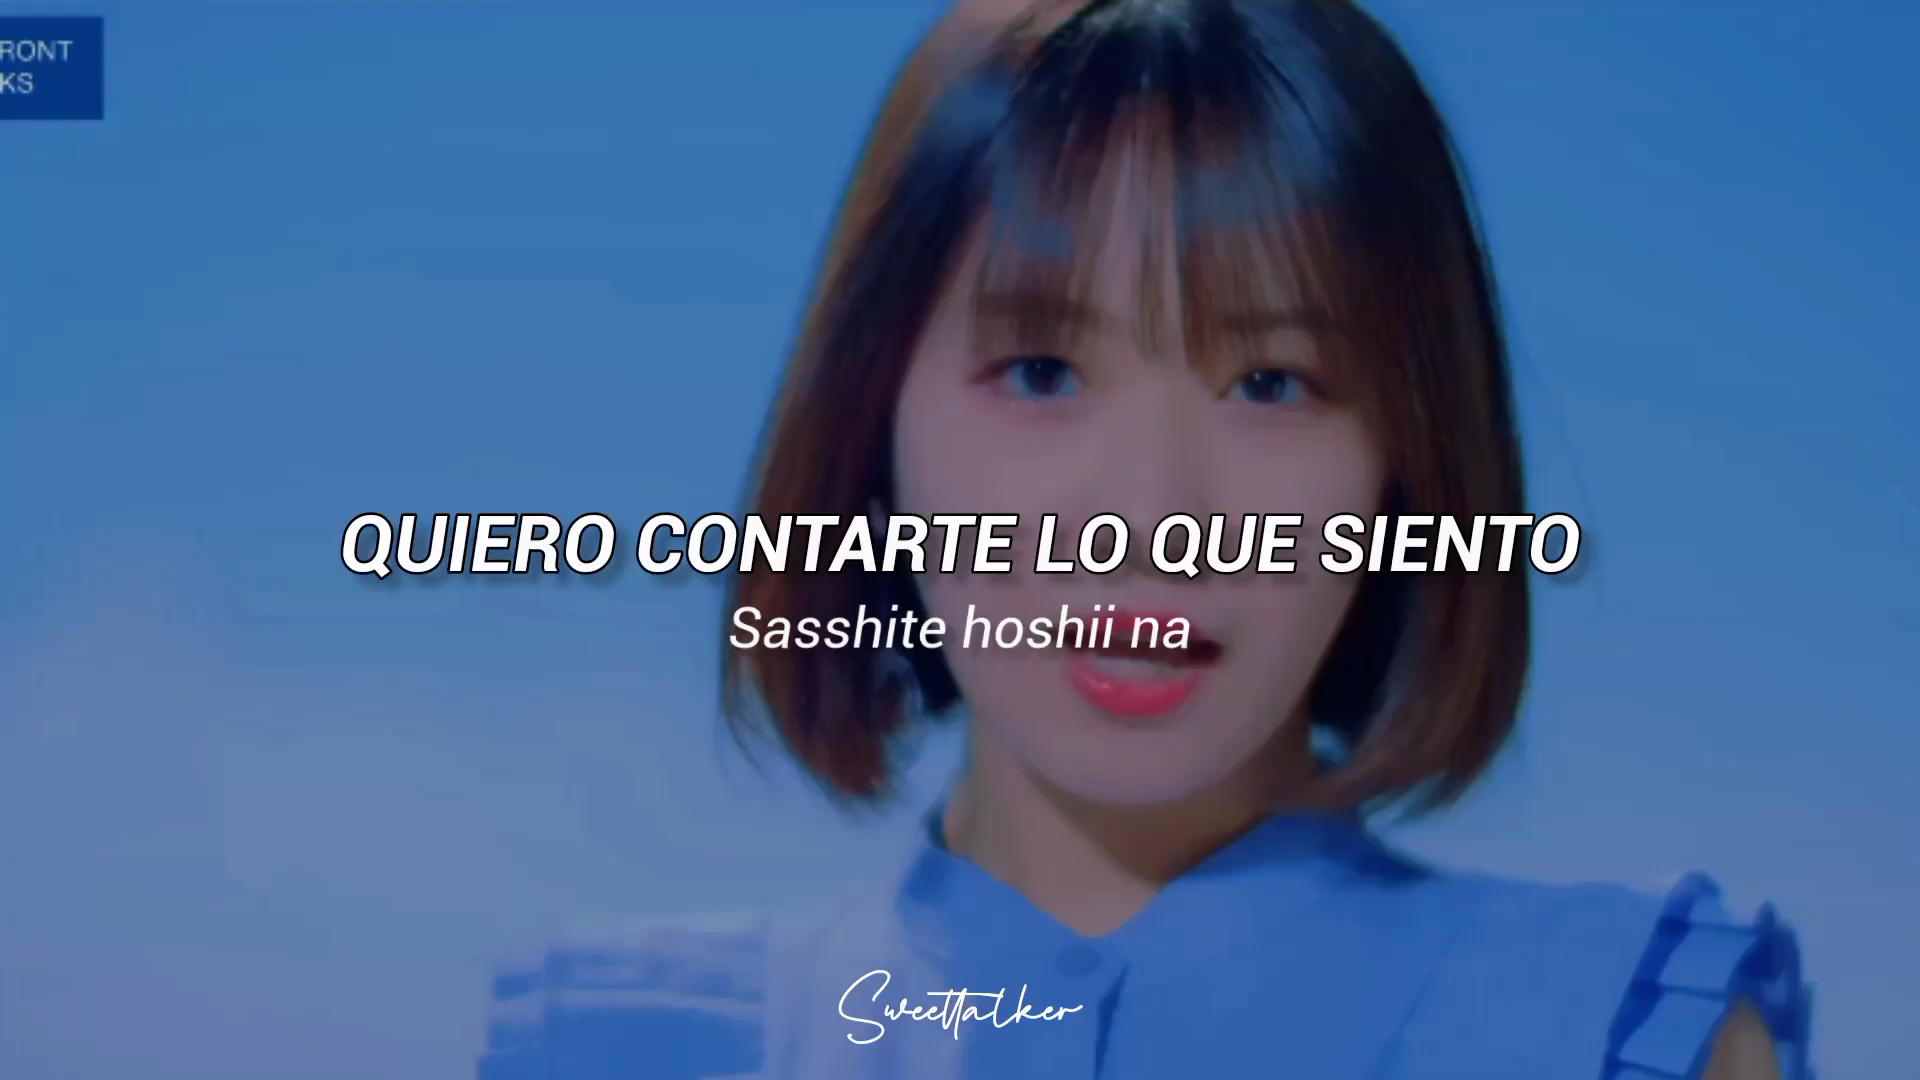 RONT
KS
QUIERO CONTARTE LO QUE SIENTO
Sasshite hoshii na
Sweettalker